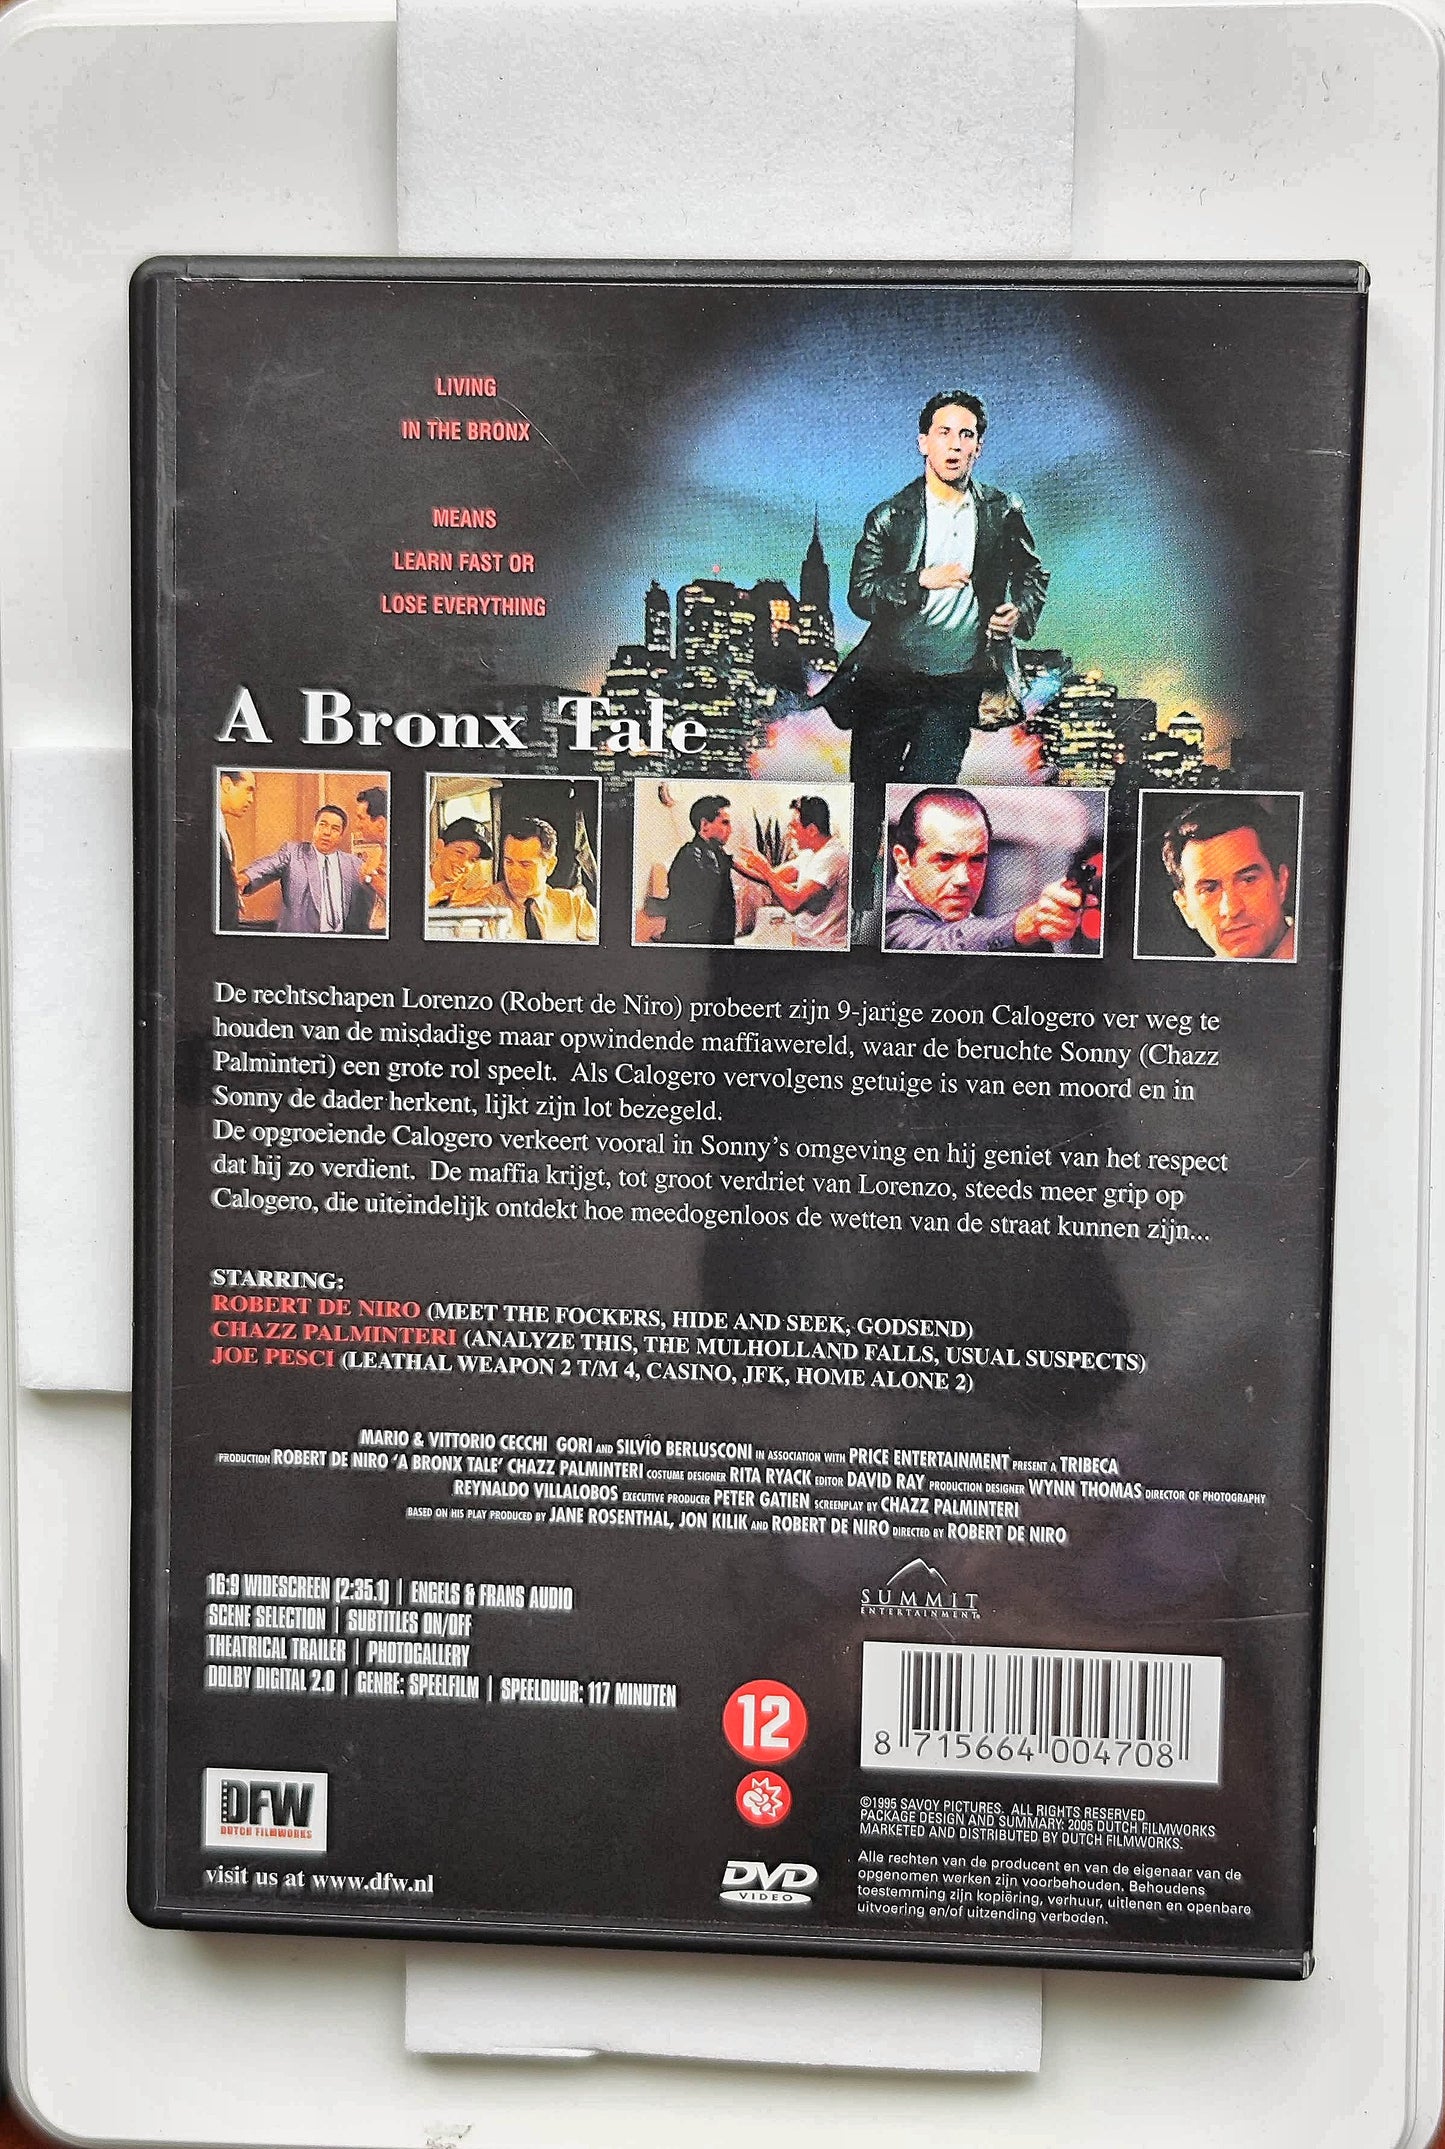 LIVING
IN THE BRONX
MEANS
LEARN FAST OR
LOSE EVERYTHING
A Bronx Tale
De rechtschapen Lorenzo (Robert de Niro) probeert zijn 9-jarige zoon Calogero ver weg te
houden van de misdadige maar opwindende maffiawereld, waar de beruchte Sonny (Chazz
Palminteri) een grote rol speelt. Als Calogero vervolgens getuige is van een moord en in
Sonny de dader herkent, lijkt zijn lot bezegeld.
De opgroeiende Calogero verkeert vooral in Sonny's omgeving en hij geniet van het respect
dat hij zo verdient. De maffia krijgt, tot groot verdriet van Lorenzo, steeds meer grip op
Calogero, die uiteindelijk ontdekt hoe meedogenloos de wetten van de straat kunnen zijn...
STARRING:
ROBERT DE NIRO (MEET THE FOCKERS, HIDE AND SEEK, GODSEND)
CHAZZ PALMINTERI (ANALYZE THIS, THE MULHOLLAND FALLS, USUAL SUSPECTS)
JOE PESCI (LEATHAL WEAPON 2 T/M 4, CASINO, JFK, HOME ALONE 2)
MARIO & VITTORIO CECCHI GORI AND SILVIO BERLUSCONI IN ASSOCIATION WITH PRICE ENTERTAINMENT PRESENT A TRIBECA
PRODUCTION ROBERT DE NIRO 'A BRONX TALE' CHAZZ PALMINTERI COSTUME DESIGNER RITA RYACK EDITOR DAVID RAY PRODUCTION DESIGNER WYNN THOMAS DIRECTOR OF PHOTOGRAPHY
REYNALDO VILLALOBOS EXECUTIVE PRODUCER PETER GATIEN SCREENPLAY BY CHAZZ PALMINTERI
BASED ON HIS PLAY PRODUCED BY JANE ROSENTHAL, JON KILIK AND ROBERT DE NIRO DIRECTED BY ROBERT DE NIRO
16:9 WIDESCREEN (2:35.1) | ENGELS & FRANS AUDIO
SCENE SELECTION | SUBTITLES ON/OFF
THEATRICAL TRAILER | PHOTOGALLERY
DOLBY DIGITAL 2.0 | GENRE: SPEELFILM | SPEELDUUR: 117 MINUTEN
SUMMIT
ENTERTAINMENT
12
8 715664 004708
DFW
DUTCH FILMWORKS
visit us at www.dfw.nl
DVD
VIDEO
©1995 SAVOY PICTURES. ALL RIGHTS RESERVED
PACKAGE DESIGN AND SUMMARY: 2005 DUTCH FILMWORKS
MARKETED AND DISTRIBUTED BY DUTCH FILMWORKS.
Alle rechten van de producent en van de eigenaar van de
opgenomen werken zijn voorbehouden. Behoudens
toestemming zijn kopiëring, verhuur, uitlenen en openbare
uitvoering en/of uitzending verboden.